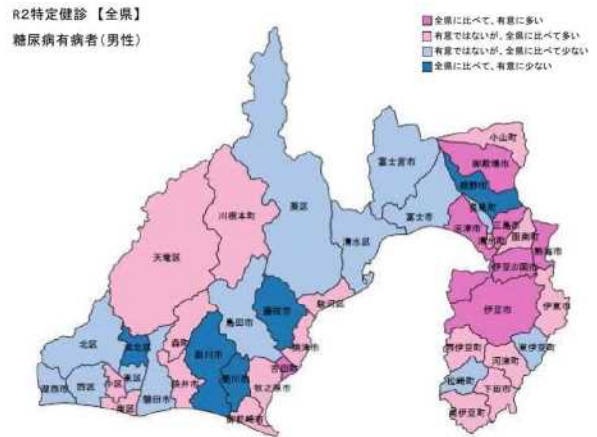 R2特定健診【全県】
糖尿病有病者(男性)
全県に比べて、有意に多い
有意ではないが、全県に比べて多い
有意ではないが、全県に比べて少ない
全県に比べて、有意に少ない
小山町
御殿場市
富士宮市
裾野市
長泉町
葵区
川根本町
富士市
沼津市
三島市
函南町
清水町
熱海市
清水区
天竜区
伊豆の国市
駿河区
伊豆市
伊東市
藤枝市
島田市
北区
浜北区
森町
掛川市
焼津市
西伊豆町
東伊豆町
吉田町
河津町
菊川市
湖西市
西区
中区
東区
袋井市
牧之原市
松崎町
下田市
磐田市
南区
御前崎市
南伊豆町